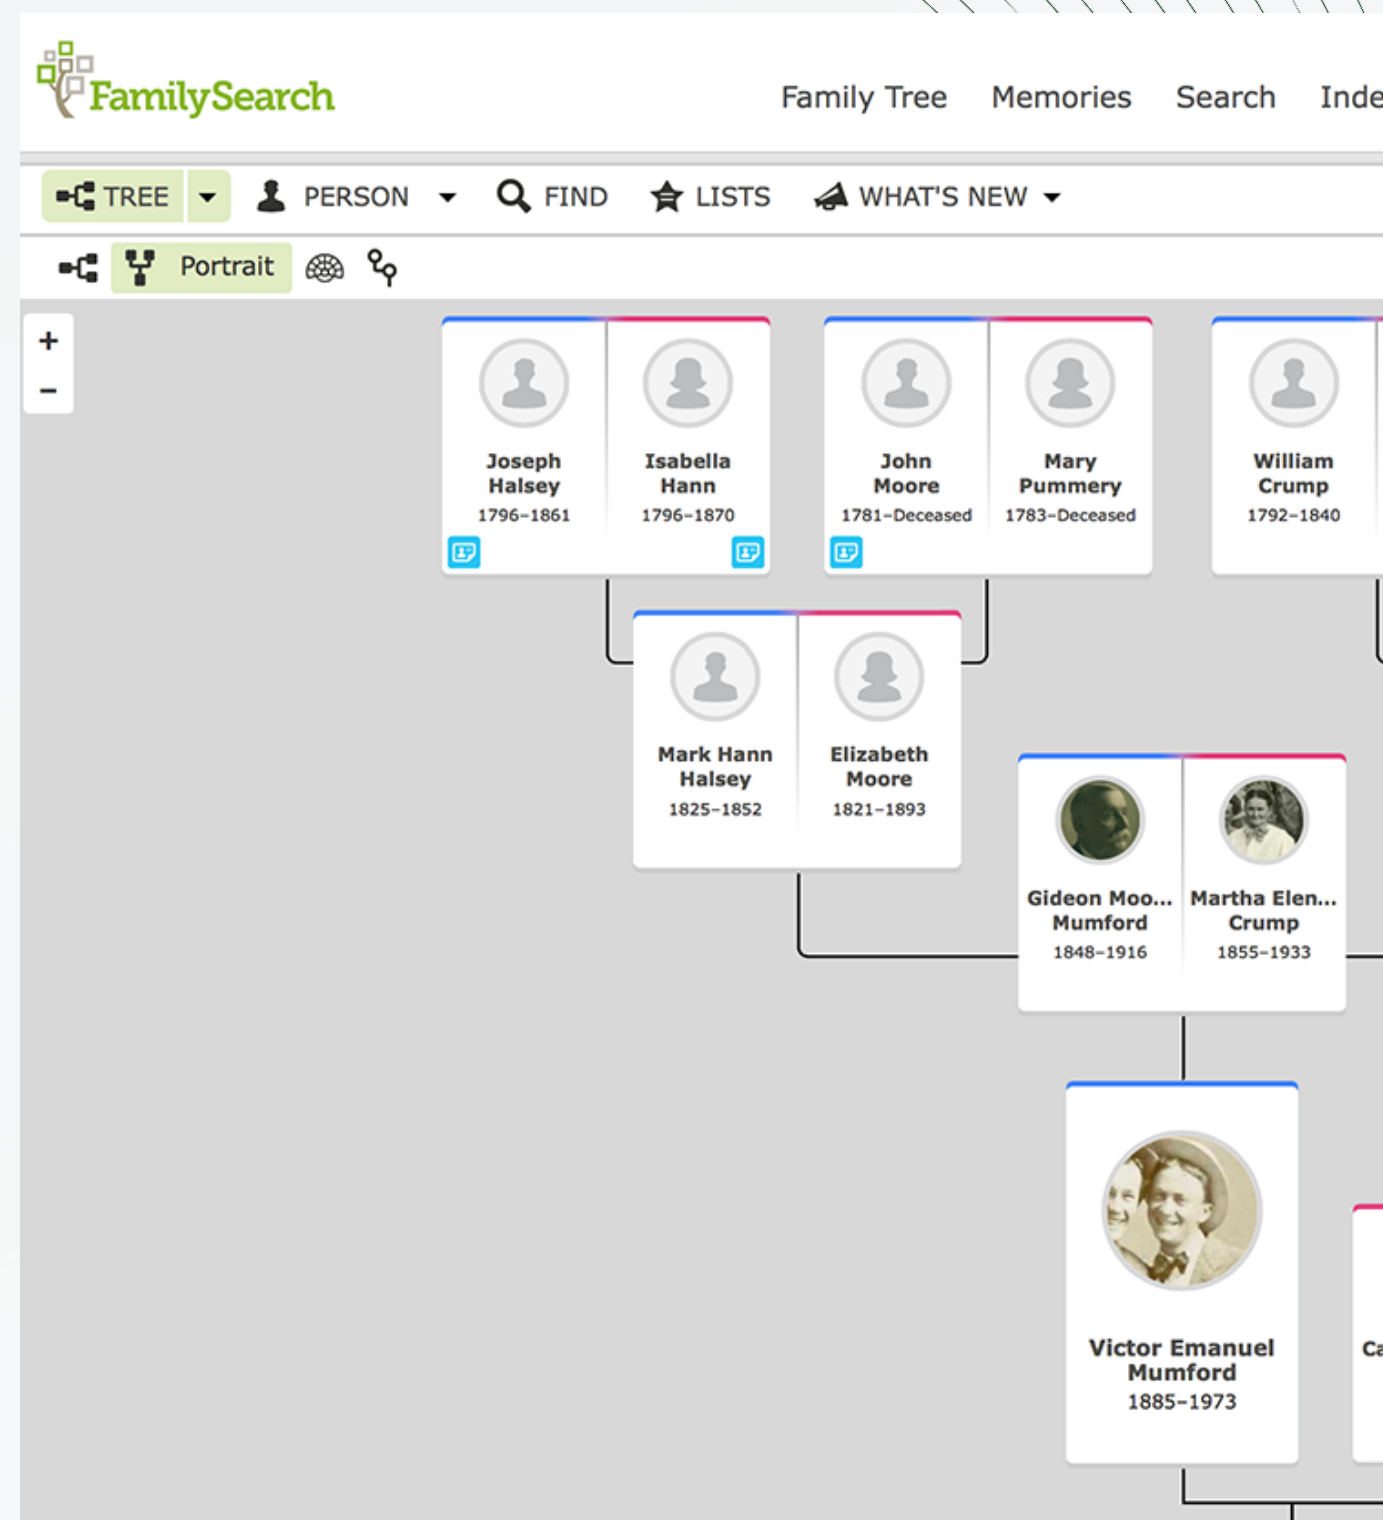 FamilySearch
Family Tree Memories Search Inde
TREE PERSON FIND LISTS WHAT'S NEW
Portrait
+
−
Joseph
Halsey
1796–1861
Isabella
Hann
1796–1870
John
Moore
1781–Deceased
Mary
Pummery
1783–Deceased
William
Crump
1792–1840
Mark Hann
Halsey
1825–1852
Elizabeth
Moore
1821–1893
Gideon Moo...
Mumford
1848–1916
Martha Elen...
Crump
1855–1933
Victor Emanuel
Mumford
1885–1973
Ca